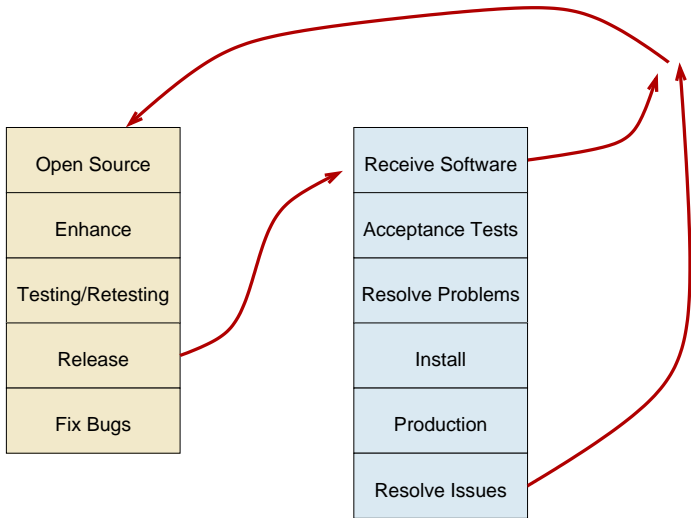 Open Source
Enhance
Testing/Retesting
Release
Fix Bugs
Receive Software
Acceptance Tests
Resolve Problems
Install
Production
Resolve Issues